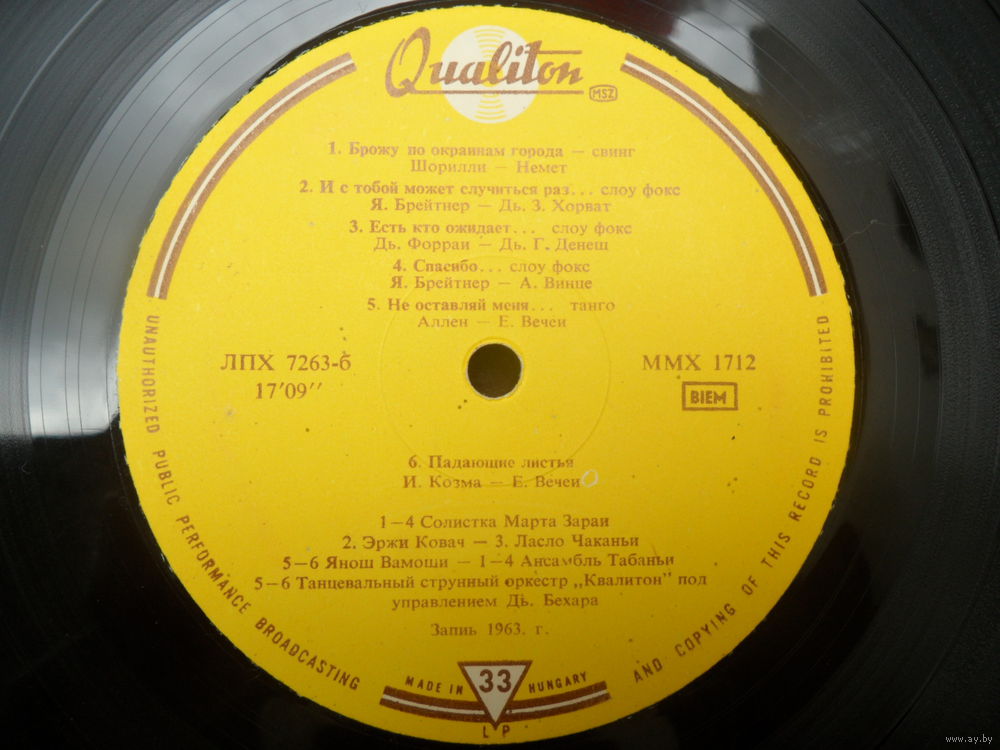 Qualiton
MSZ
1. Брожу по окраинам города — свинг
Шорилли — Немет
2. И с тобой может случиться раз... слоу фокс
Я. Брейтнер — Дь. З. Хорват
3. Есть кто ожидает... слоу фокс
Дь. Форраи — Дь. Г. Денеш
4. Спасибо... слоу фокс
Я. Брейтнер — А. Винце
5. Не оставляй меня... танго
Аллен — Е. Вечеи
ЛПХ 7263-б
17'09''
ММХ 1712
BIEM
6. Падающие листья
И. Козма — Е. Вечеи
1—4 Солистка Марта Зараи
2. Эржи Ковач — 3. Ласло Чаканьи
5—6 Янош Вамоши — 1—4 Ансамбль Табаньи
5—6 Танцевальный струнный оркестр „Квалитон" под
управлением Дь. Бехара
Запиь 1963. г.
UNAUTHORIZED PUBLIC PERFORMANCE BROADCASTING
AND COPYING OF THIS RECORD IS PROHIBITED
MADE IN 33 HUNGARY
LP
www.ay.by